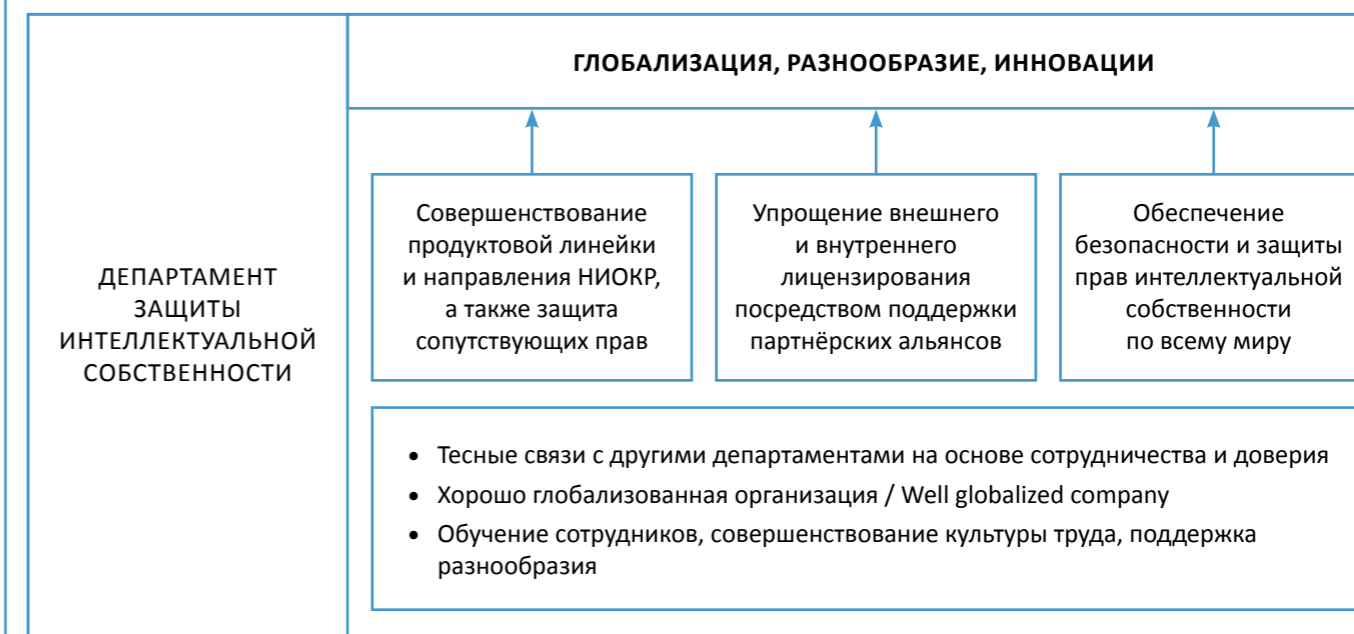 ГЛОБАЛИЗАЦИЯ, РАЗНООБРАЗИЕ, ИННОВАЦИИ
ДЕПАРТАМЕНТ
ЗАЩИТЫ
ИНТЕЛЛЕКТУАЛЬНОЙ
СОБСТВЕННОСТИ
Совершенствование
продуктовой линейки
и направления НИОКР,
а также защита
сопутствующих прав
Упрощение внешнего
и внутреннего
лицензирования
посредством поддержки
партнёрских альянсов
Обеспечение
безопасности и защиты
прав интеллектуальной
собственности
по всему миру
• Тесные связи с другими департаментами на основе сотрудничества и доверия
• Хорошо глобализованная организация / Well globalized company
• Обучение сотрудников, совершенствование культуры труда, поддержка
разнообразия